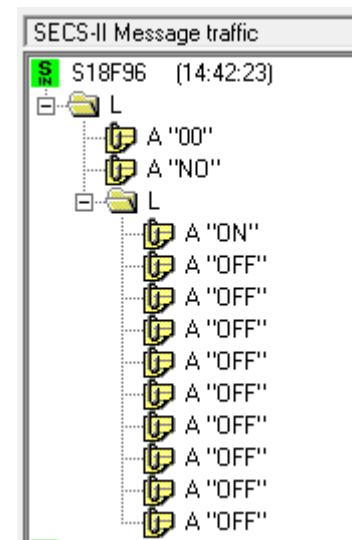 SECS-II Message traffic
S IN S18F96 (14:42:23)
L
A "00"
A "NO"
L
A "ON"
A "OFF"
A "OFF"
A "OFF"
A "OFF"
A "OFF"
A "OFF"
A "OFF"
A "OFF"
A "OFF"